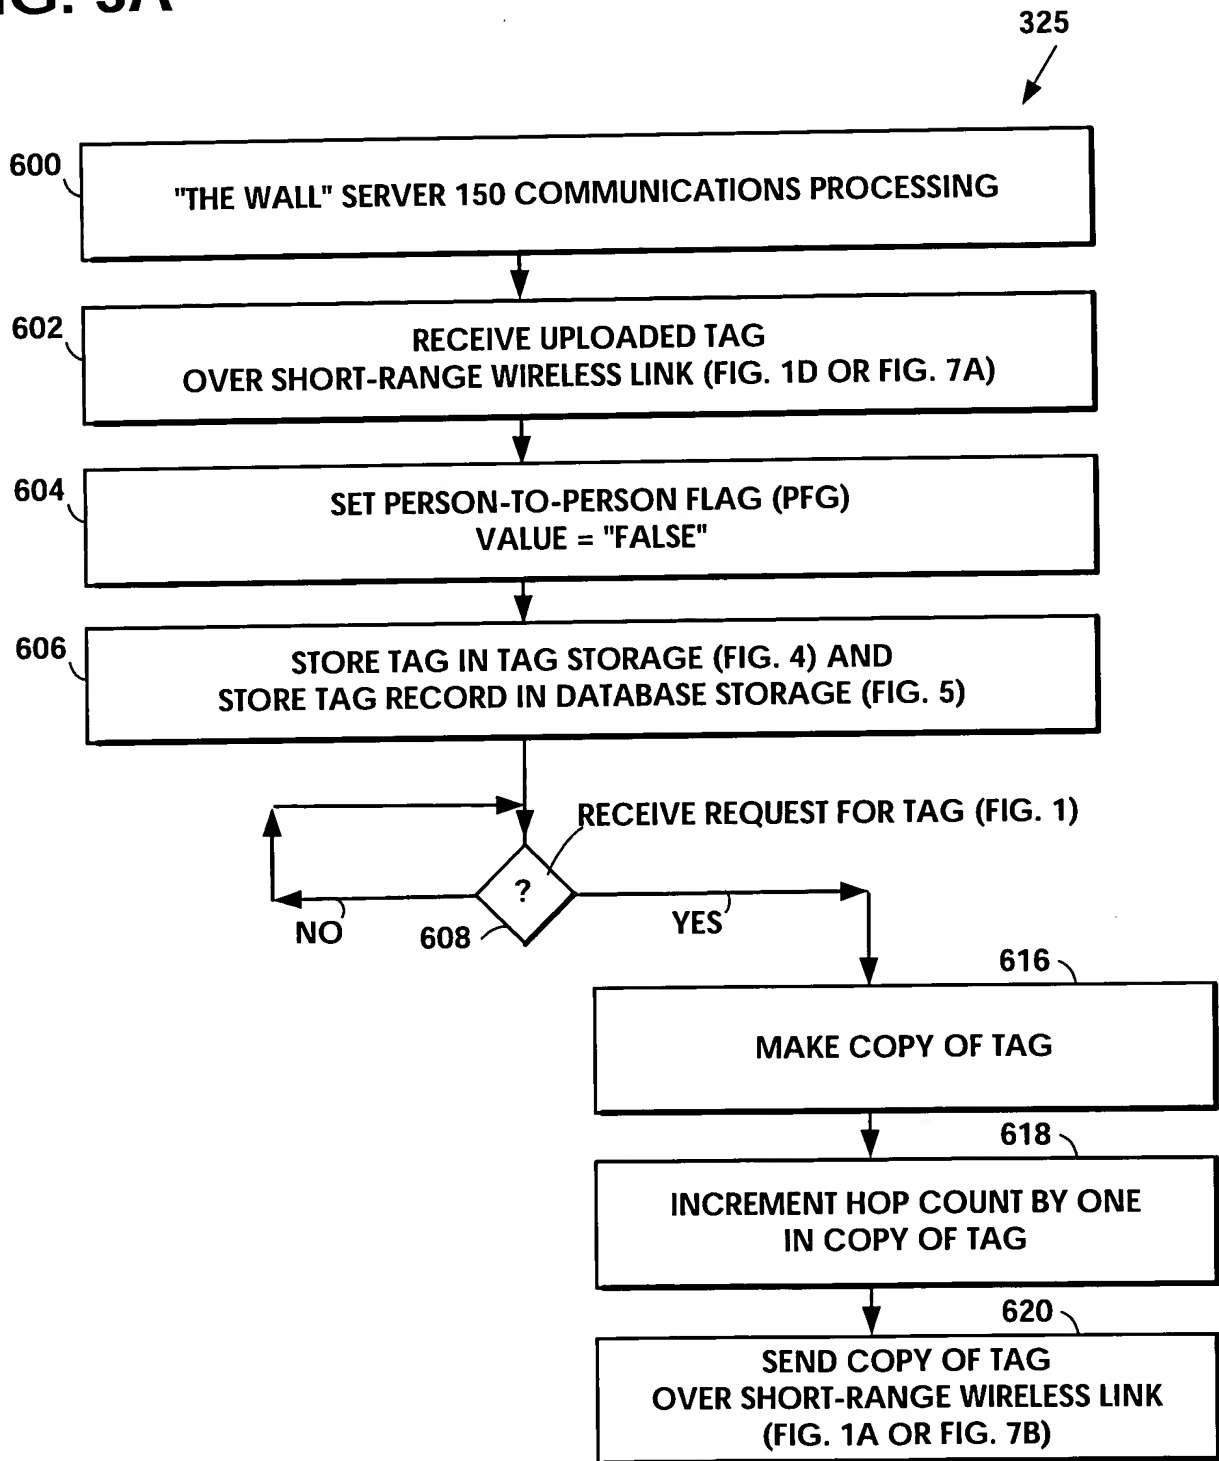 325
600
"THE WALL" SERVER 150 COMMUNICATIONS PROCESSING
602
RECEIVE UPLOADED TAG
OVER SHORT-RANGE WIRELESS LINK (FIG. 1D OR FIG. 7A)
604
SET PERSON-TO-PERSON FLAG (PFG)
VALUE = "FALSE"
606
STORE TAG IN TAG STORAGE (FIG. 4) AND
STORE TAG RECORD IN DATABASE STORAGE (FIG. 5)
RECEIVE REQUEST FOR TAG (FIG. 1)
?
NO
608
YES
616
MAKE COPY OF TAG
618
INCREMENT HOP COUNT BY ONE
IN COPY OF TAG
620
SEND COPY OF TAG
OVER SHORT-RANGE WIRELESS LINK
(FIG. 1A OR FIG. 7B)